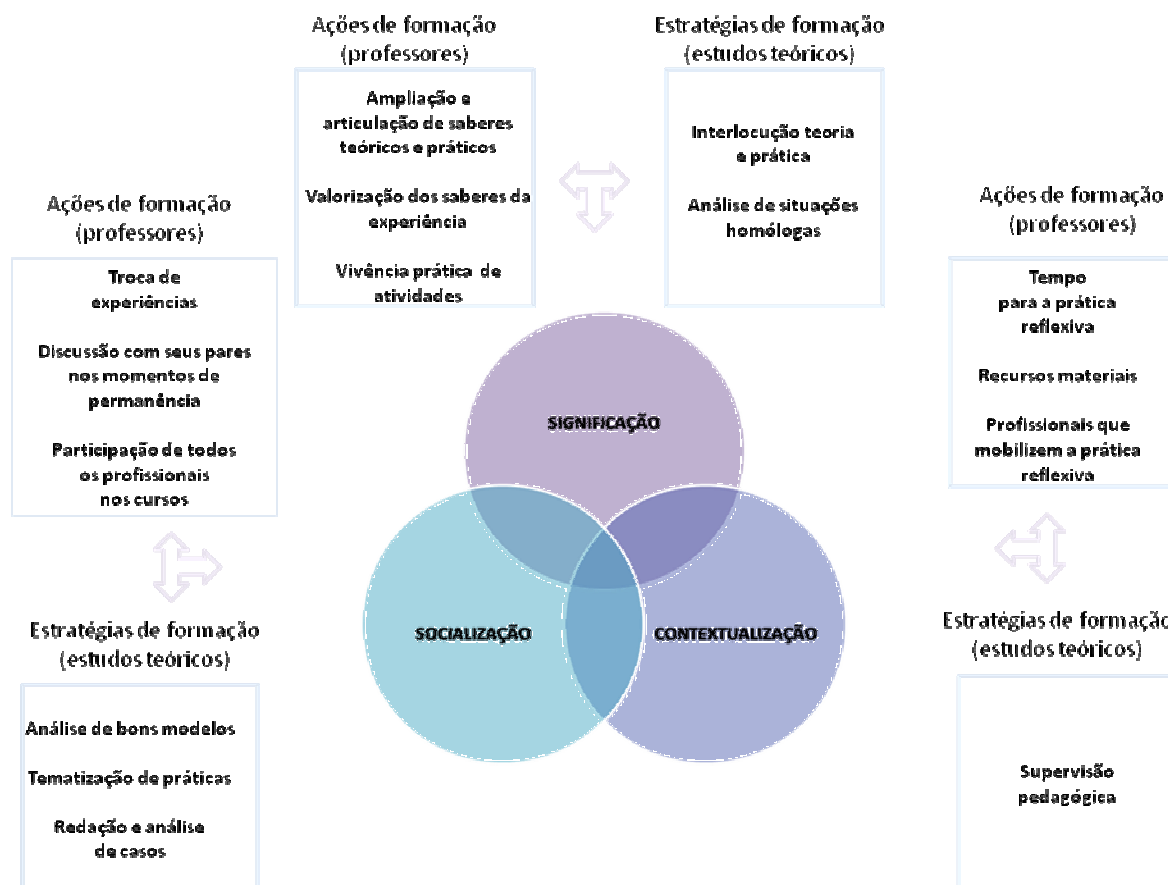 Ações de formação
(professores)
Ampliação e
articulação de saberes
teóricos e práticos
Valorização dos saberes da
experiência
Vivência prática de
atividades
Estratégias de formação
(estudos teóricos)
Interlocução teoria
e prática
Análise de situações
homólogas
Ações de formação
(professores)
Troca de
experiências
Discussão com seus pares
nos momentos de
permanência
Participação de todos
os profissionais
nos cursos
Ações de formação
(professores)
Tempo
para a prática
reflexiva
Recursos materiais
Profissionais que
mobilizem a prática
reflexiva
SIGNIFICAÇÃO
SOCIALIZAÇÃO
CONTEXTUALIZAÇÃO
Estratégias de formação
(estudos teóricos)
Análise de bons modelos
Tematização de práticas
Redação e análise
de casos
Estratégias de formação
(estudos teóricos)
Supervisão
pedagógica